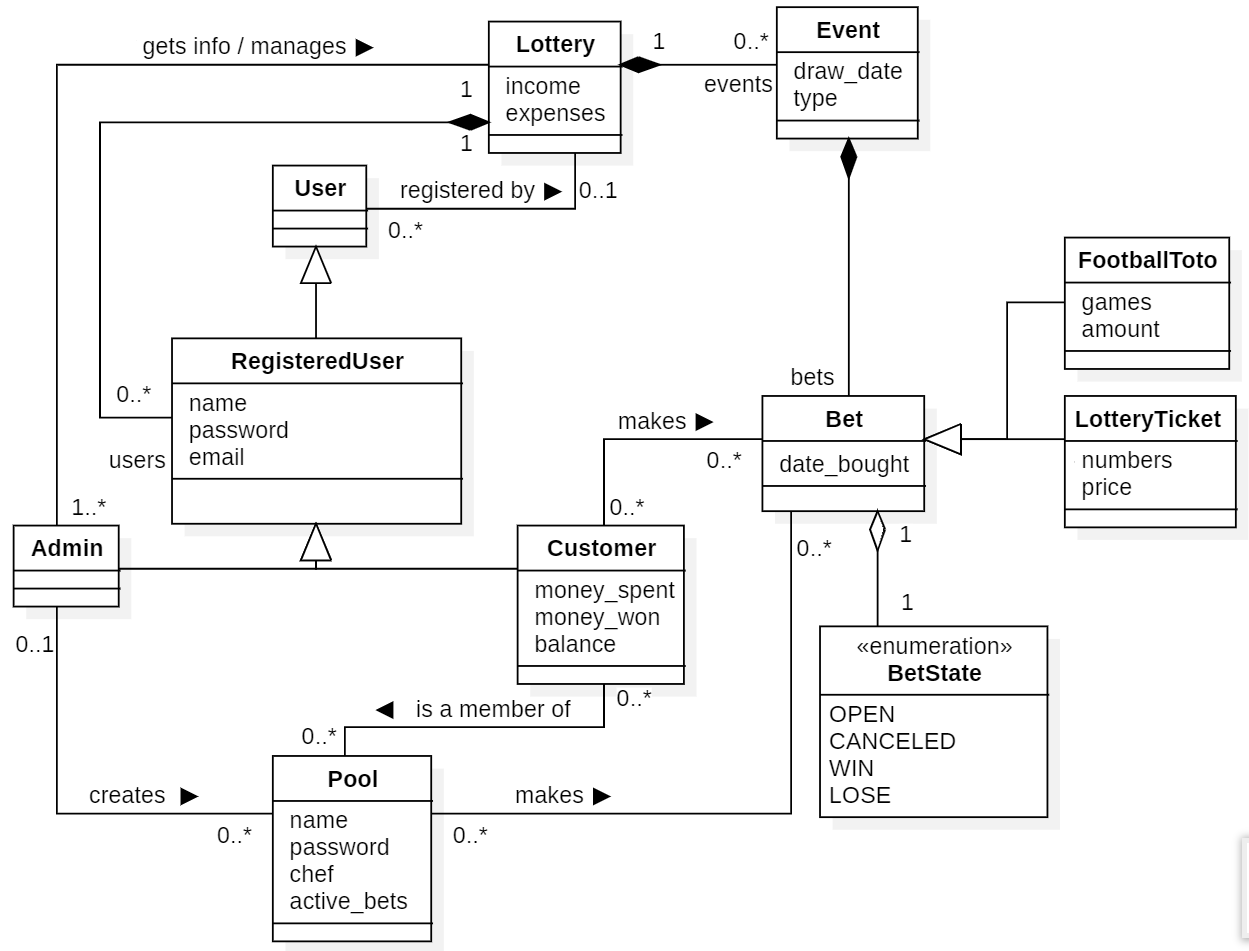 Lottery
income
expenses
Event
draw_date
type
gets info / manages
1
0..*
events
1
1
User
registered by
0..1
0..*
FootballToto
games
amount
RegisteredUser
name
password
email
0..*
users
bets
Bet
date_bought
LotteryTicket
numbers
price
makes
0..*
0..*
1..*
Admin
Customer
money_spent
money_won
balance
0..*
1
1
«enumeration»
BetState
OPEN
CANCELED
WIN
LOSE
0..1
is a member of
0..*
0..*
Pool
name
password
chef
active_bets
creates
0..*
makes
0..*